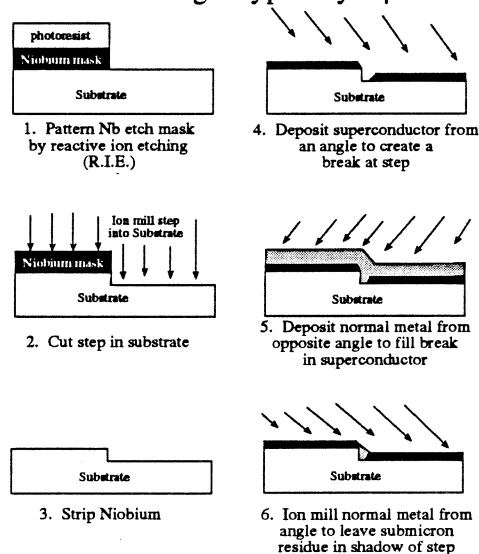 photoresist
Niobium mask
Substrate
1. Pattern Nb etch mask
by reactive ion etching
(R.I.E.)
Ion mill step
into Substrate
Niobium mask
Substrate
2. Cut step in substrate
Substrate
3. Strip Niobium
Substrate
4. Deposit superconductor from
an angle to create a
break at step
Substrate
5. Deposit normal metal from
opposite angle to fill break
in superconductor
Substrate
6. Ion mill normal metal from
angle to leave submicron
residue in shadow of step